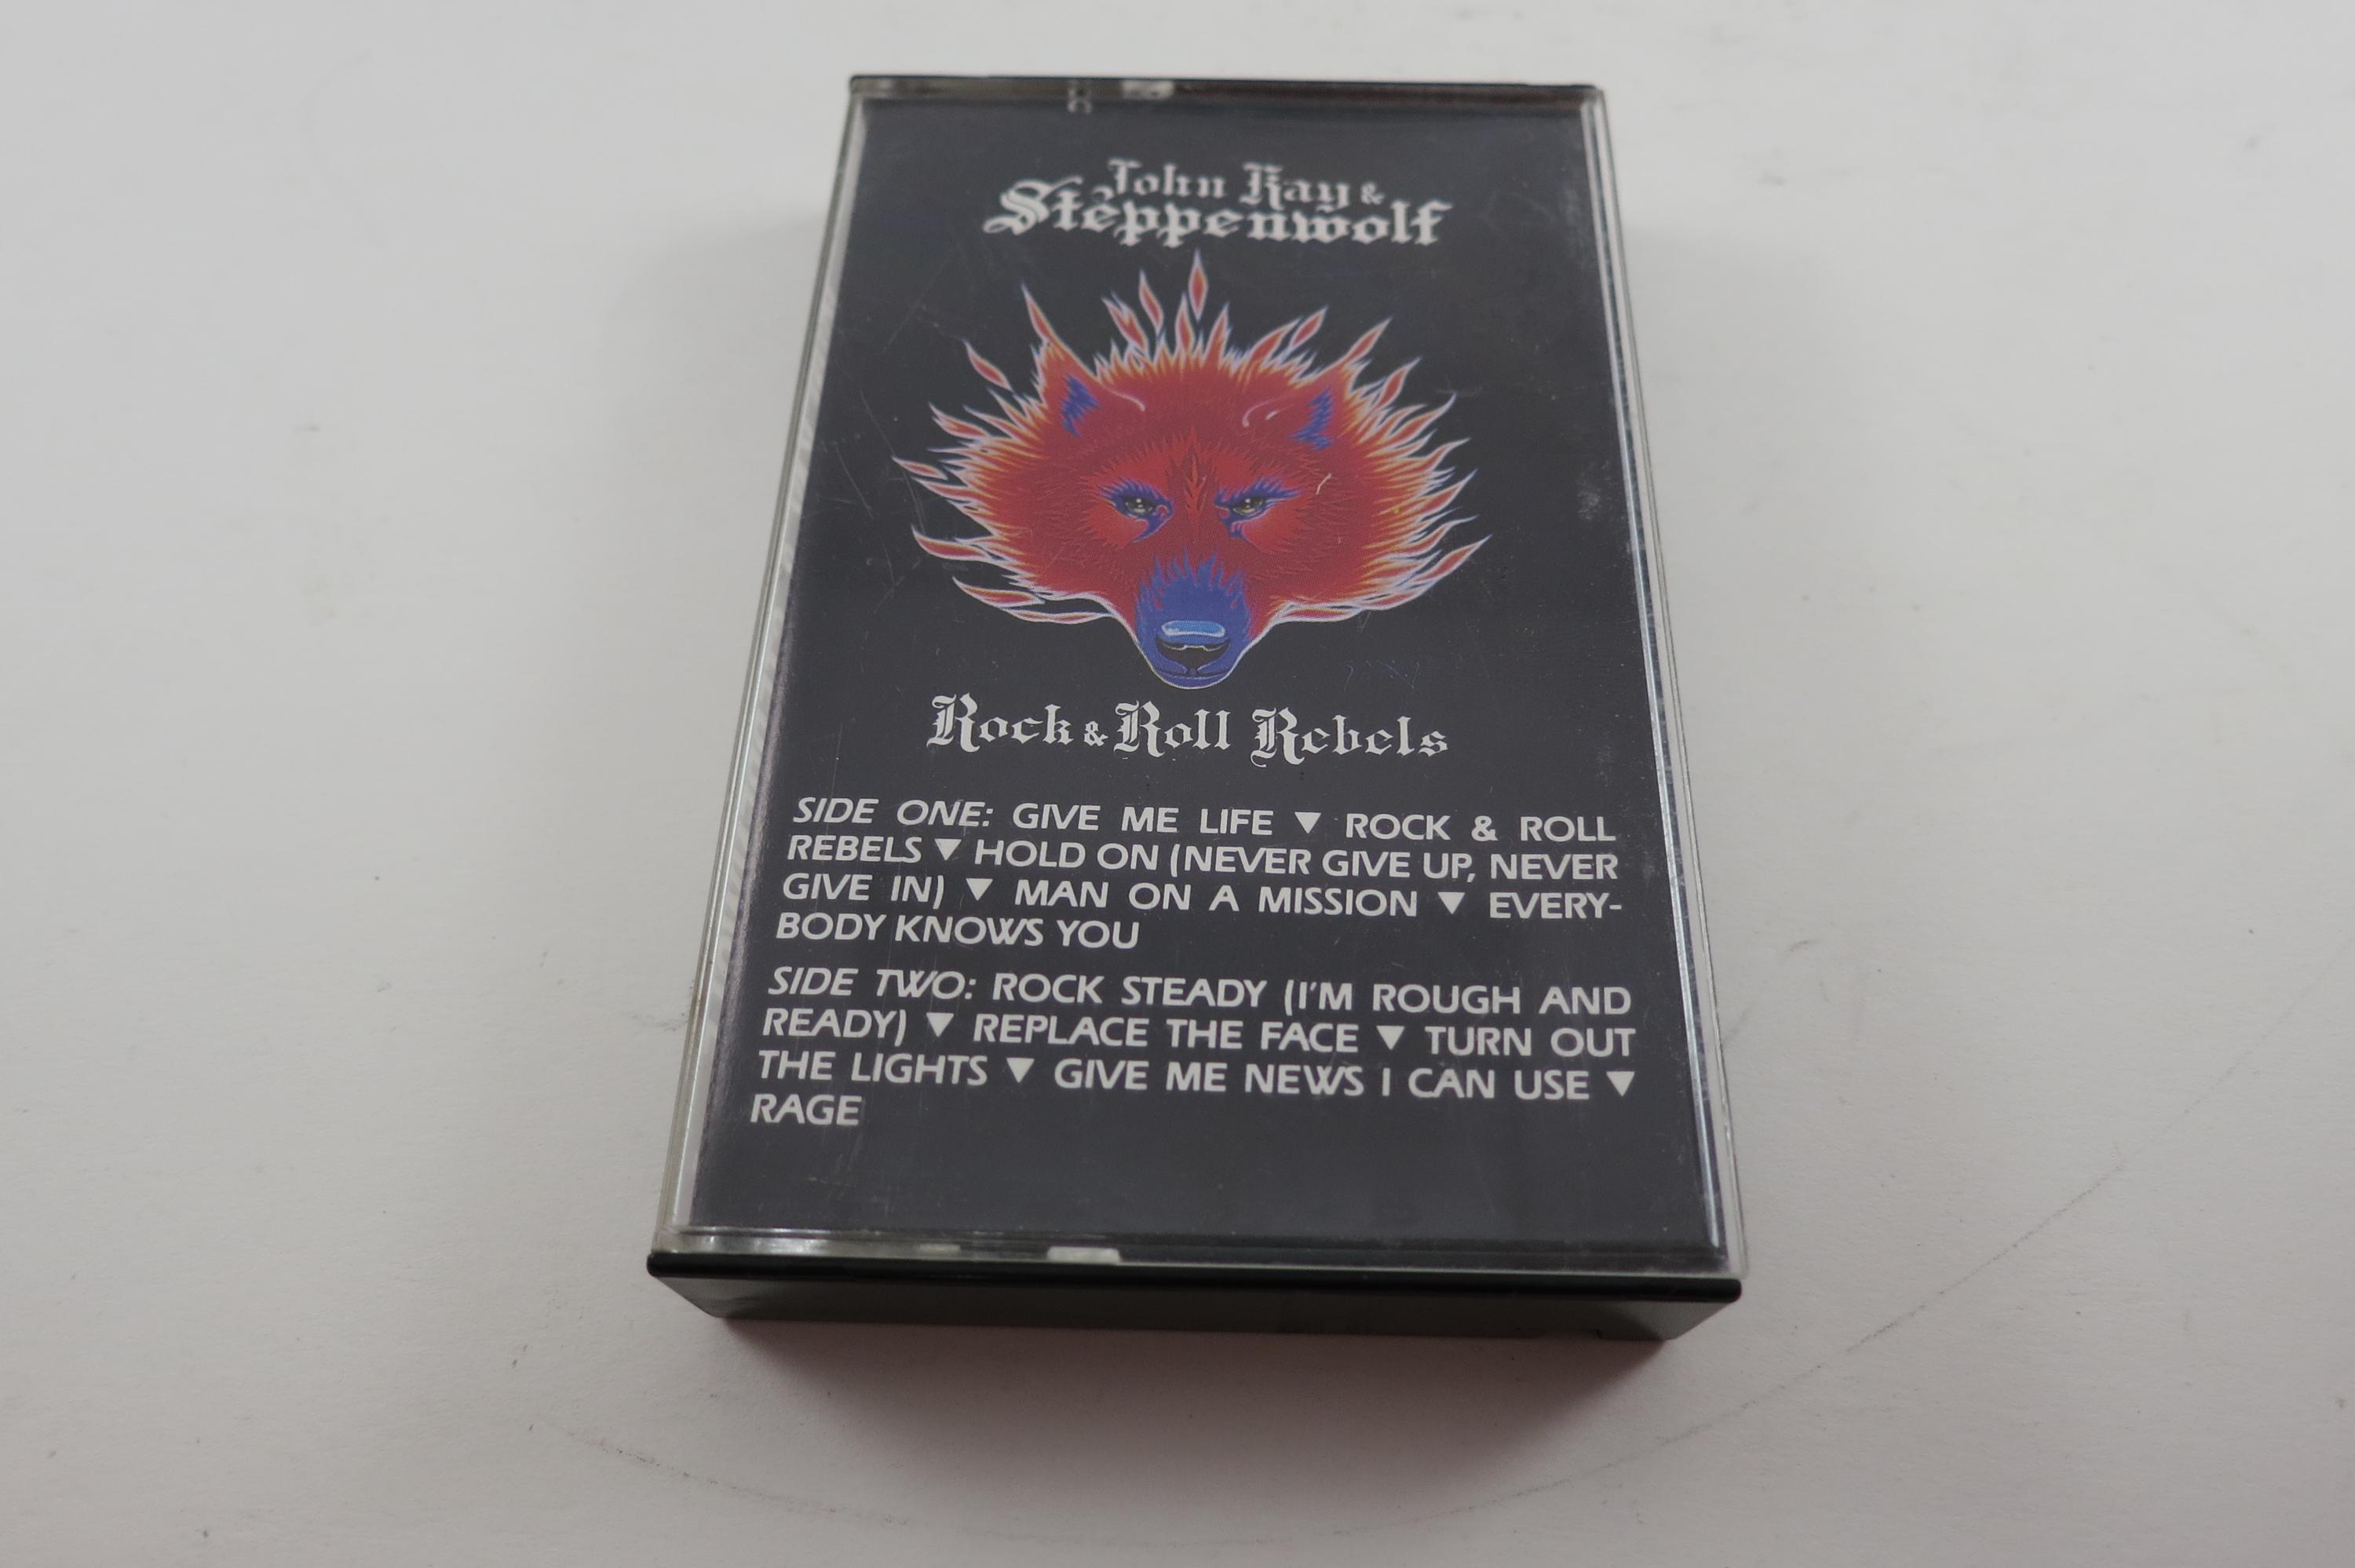 John Kay &
Steppenwolf
Rock & Roll Rebels
SIDE ONE: GIVE ME LIFE ▼ ROCK & ROLL
REBELS ▼ HOLD ON (NEVER GIVE UP, NEVER
GIVE IN) ▼ MAN ON A MISSION ▼ EVERY-
BODY KNOWS YOU
SIDE TWO: ROCK STEADY (I'M ROUGH AND
READY) ▼ REPLACE THE FACE ▼ TURN OUT
THE LIGHTS ▼ GIVE ME NEWS I CAN USE ▼
RAGE